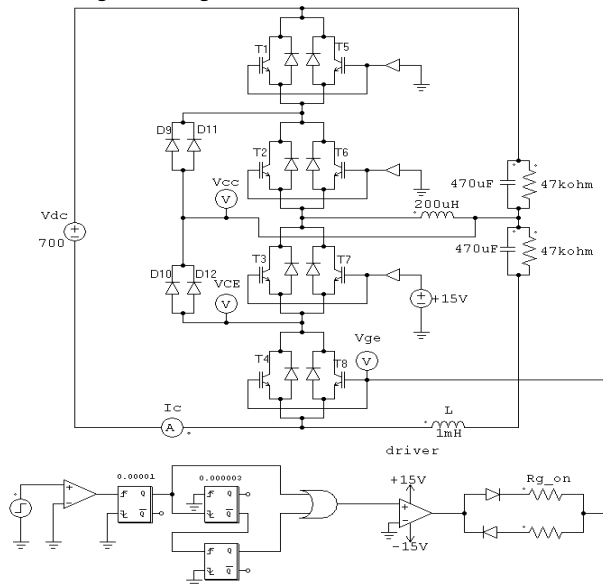 T1
T5
D9
D11
T2
T6
Vcc
V
470uF
47kohm
200uH
Vdc
700
470uF
47kohm
D10
D12
VCE
V
T3
T7
+15V
Vge
V
T4
T8
Ic
A
L
1mH
driver
0.00001
0.000002
Q
Q
Q
Q
Q
Q
+15V
-15V
Rg_on